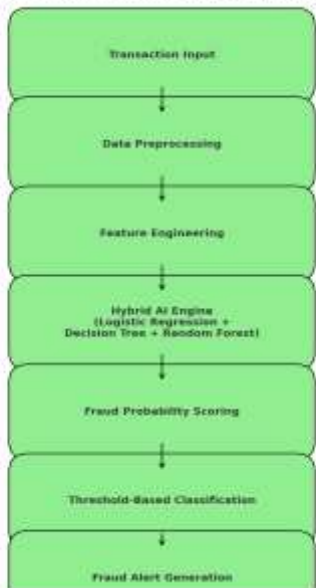 Transaction Input
Data Preprocessing
Feature Engineering
Hybrid AI Engine
(Logistic Regression +
Decision Tree + Random Forest)
Fraud Probability Scoring
Threshold-Based Classification
Fraud Alert Generation